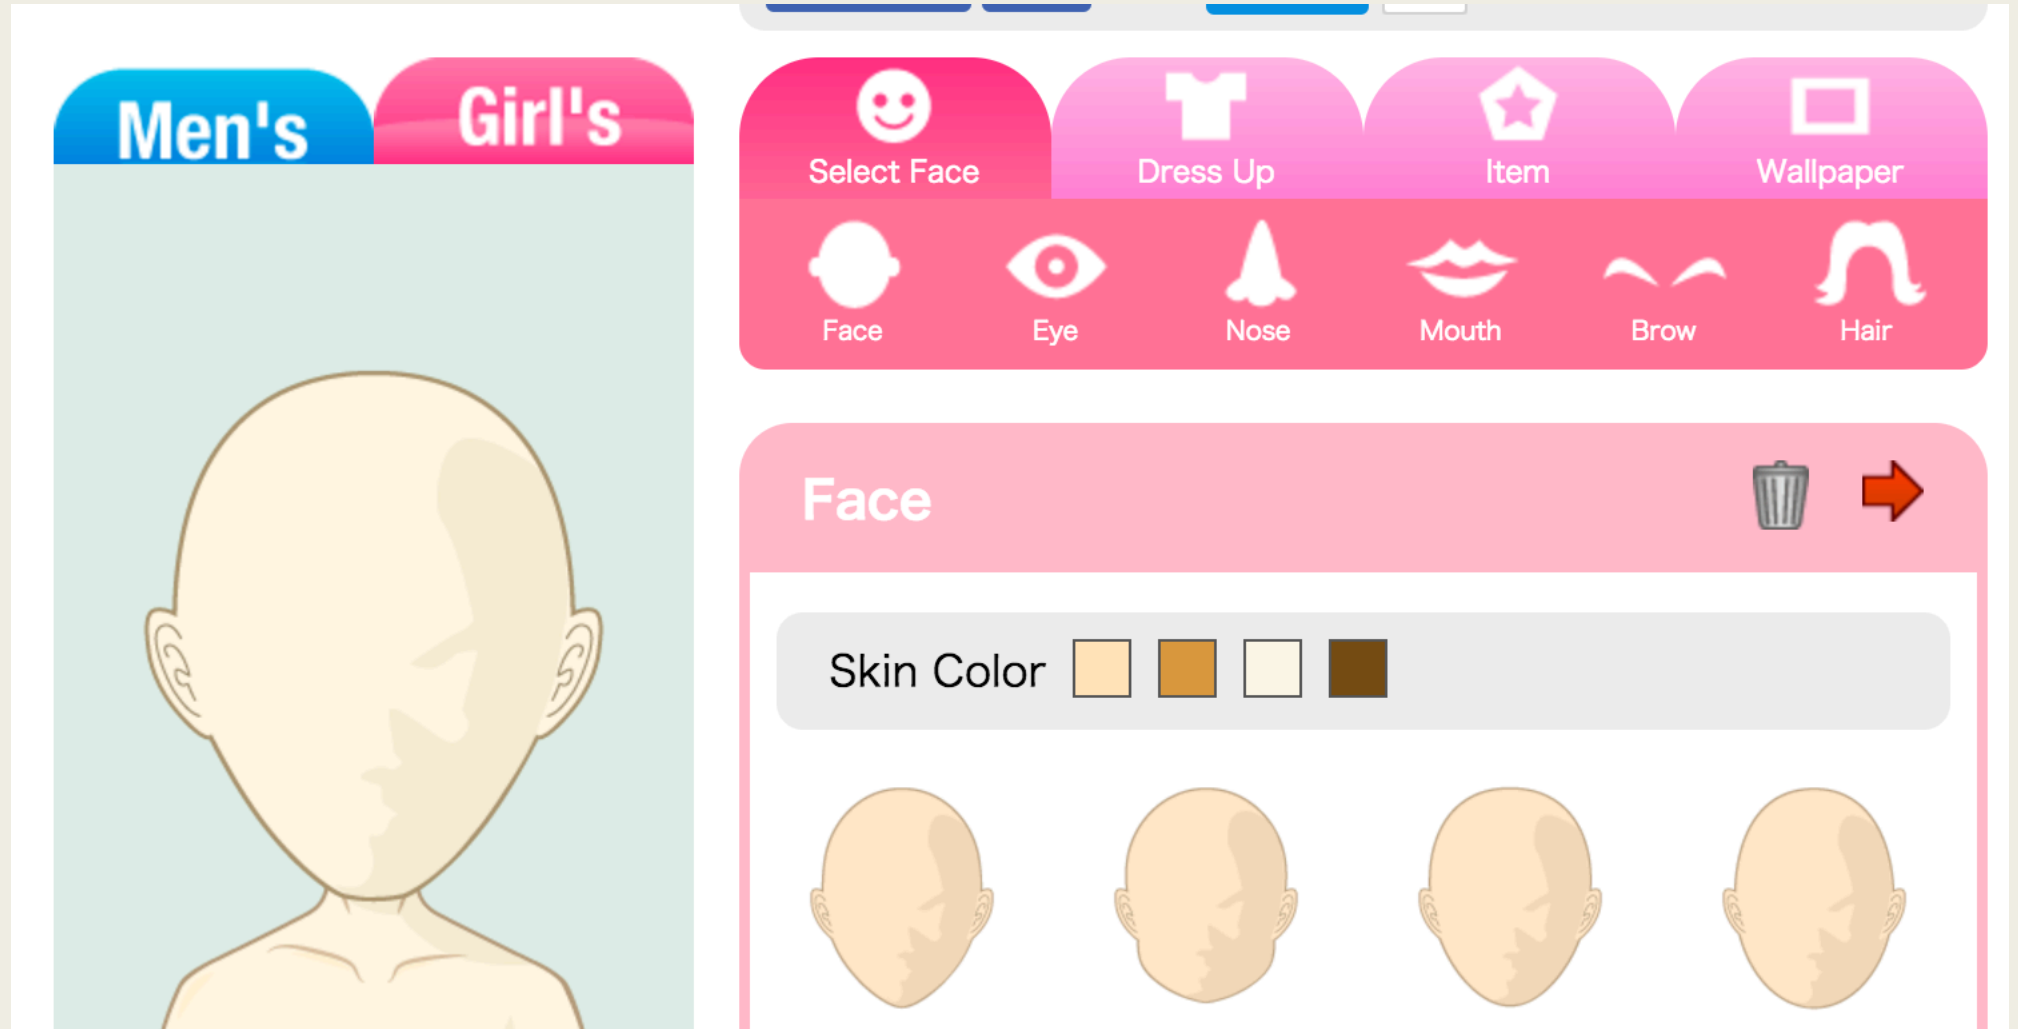 Men's
Girl's
Select Face
Dress Up
Item
Wallpaper
Face
Eye
Nose
Mouth
Brow
Hair
Face
Skin Color